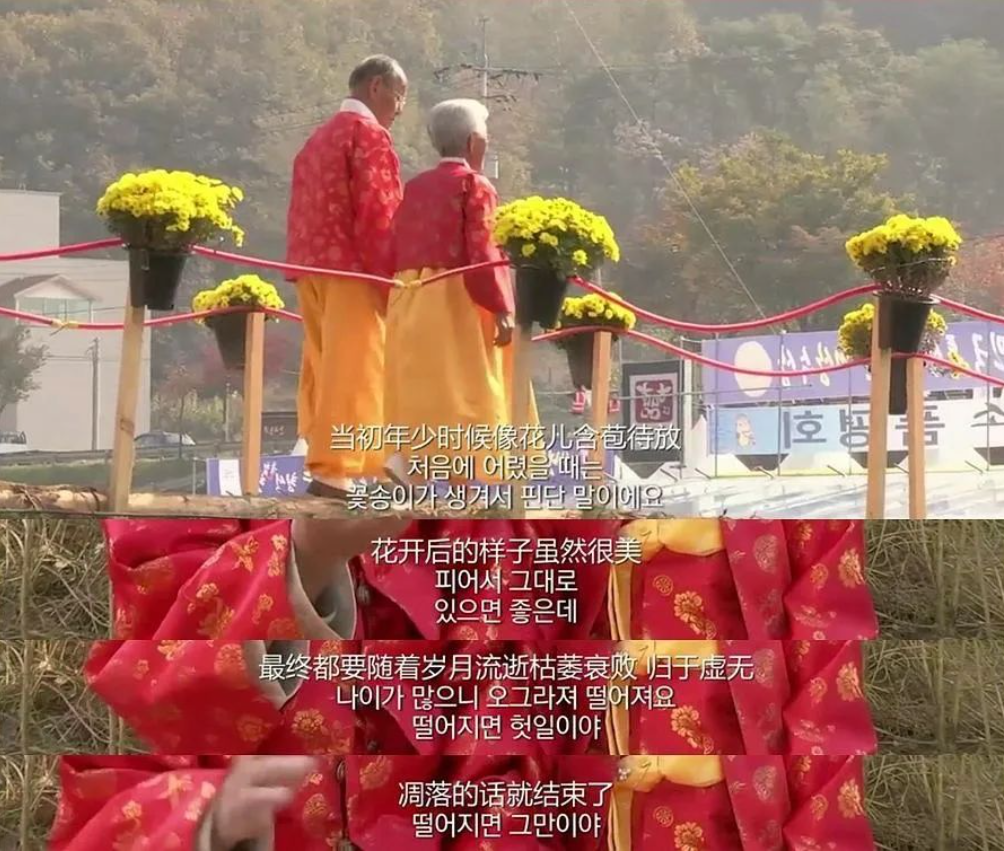 当初年少时候像花儿含苞待放
처음에 어렸을 때는
꽃송이가 생겨서 핀단 말이에요
품평회
花开后的样子虽然很美
피어서 그대로
있으면 좋은데
最终都要随着岁月流逝枯萎衰败 归于虚无
나이가 많으니 오그라져 떨어져요
떨어지면 헛일이야
凋落的话就结束了
떨어지면 그만이야